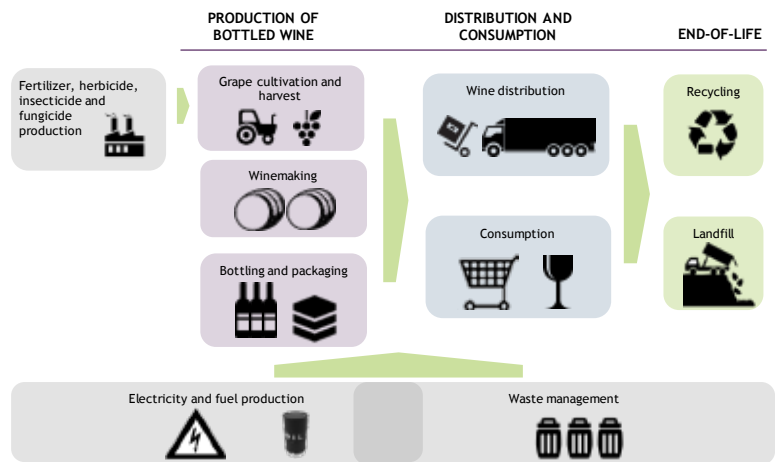 PRODUCTION OF
BOTTLED WINE
DISTRIBUTION AND
CONSUMPTION
END-OF-LIFE
Fertilizer, herbicide,
insecticide and
fungicide
production
Grape cultivation and
harvest
Winemaking
Bottling and packaging
Wine distribution
Consumption
Recycling
Landfill
Electricity and fuel production
Waste management